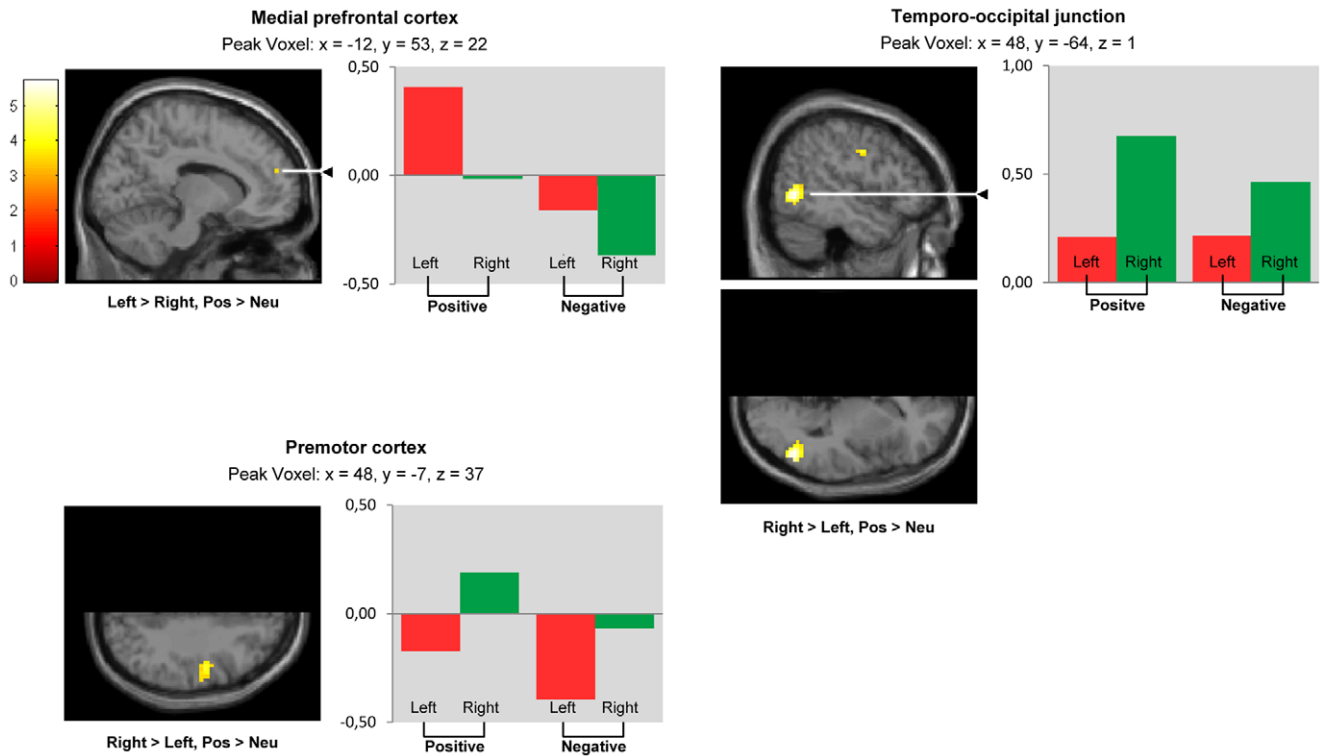 Medial prefrontal cortex
Peak Voxel: x = -12, y = 53, z = 22
5
4
3
2
1
0
0,50
0,00
-0,50
Left
Right
Left
Right
Positive
Negative
Left > Right, Pos > Neu
Temporo-occipital junction
Peak Voxel: x = 48, y = -64, z = 1
1,00
0,50
0,00
Left
Right
Left
Right
Positve
Negative
Right > Left, Pos > Neu
Premotor cortex
Peak Voxel: x = 48, y = -7, z = 37
0,50
0,00
-0,50
Left
Right
Left
Right
Positive
Negative
Right > Left, Pos > Neu